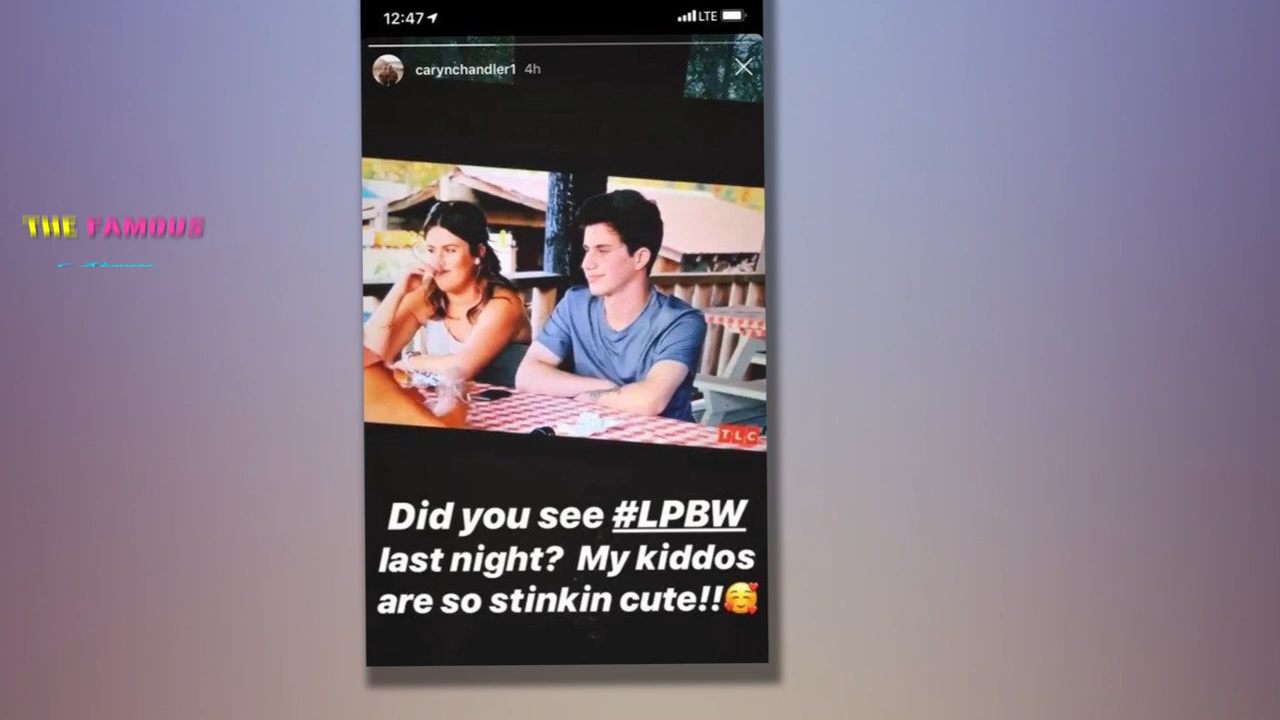 12:47
LTE
carynchandler1 4h
THE FAMOUS
TLC
Did you see #LPBW
last night? My kiddos
are so stinkin cute!!🥰